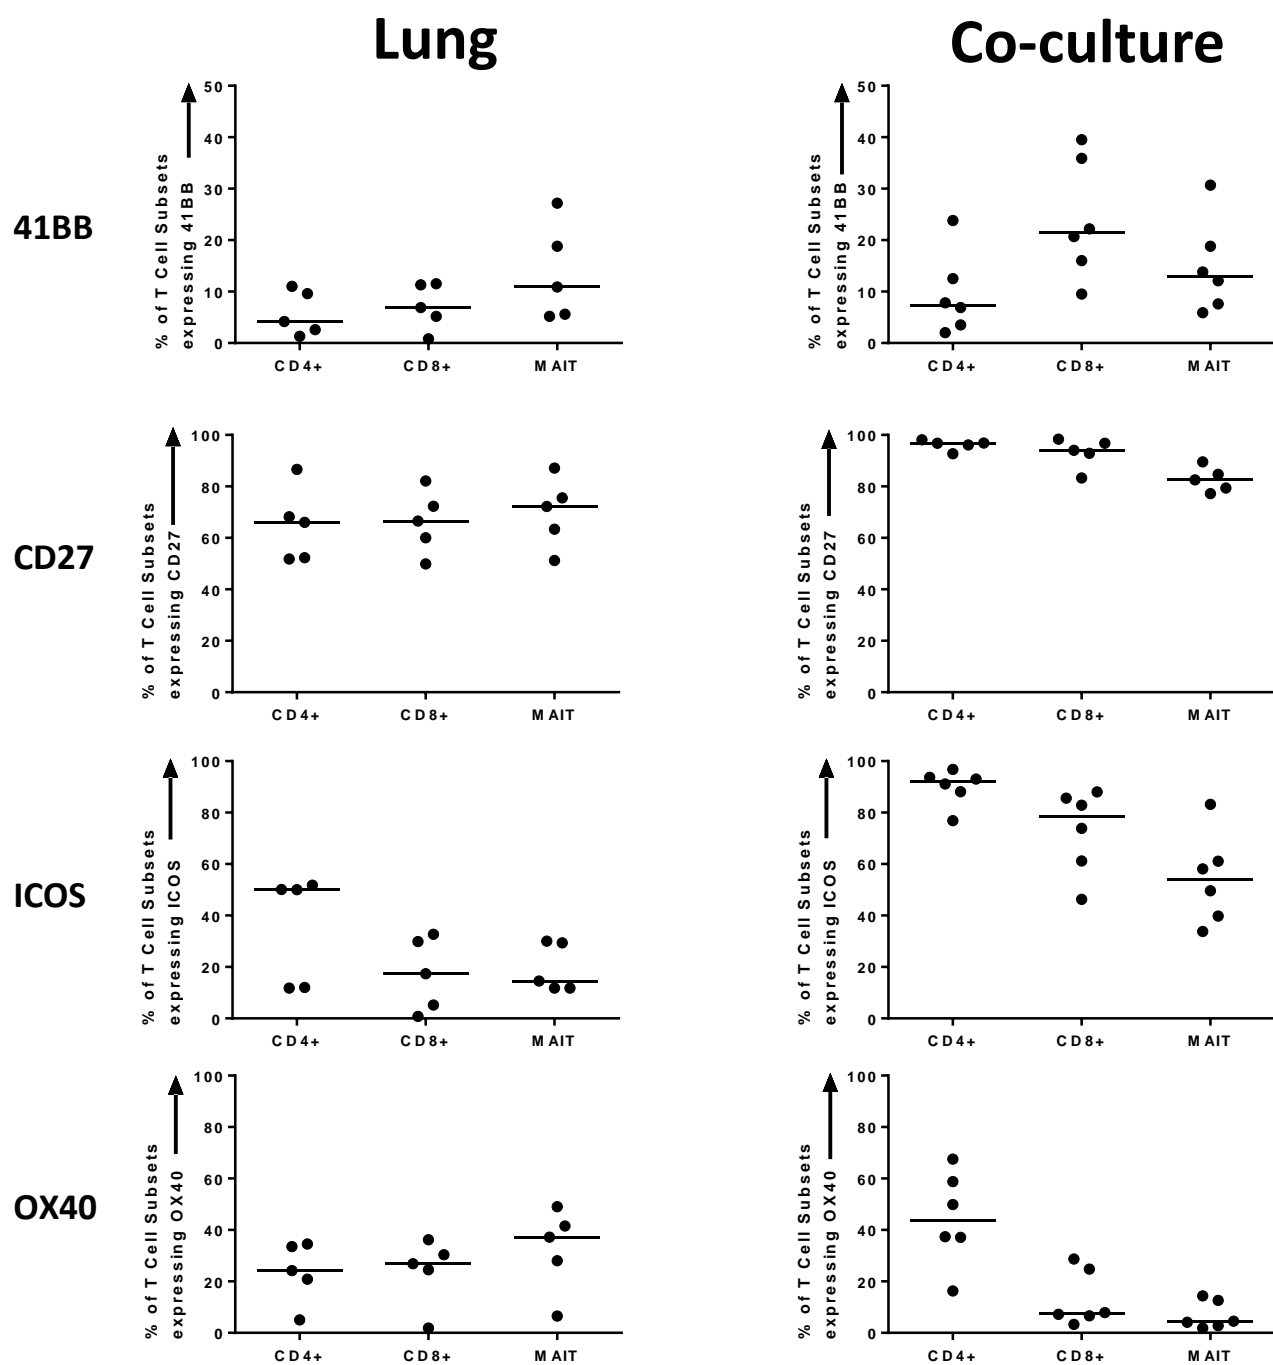 Lung
Co-culture
41BB
% of T Cell Subsets
expressing 41BB
50
40
30
20
10
0
CD4+
CD8+
MAIT
% of T Cell Subsets
expressing 41BB
50
40
30
20
10
0
CD4+
CD8+
MAIT
CD27
% of T Cell Subsets
expressing CD27
100
80
60
40
20
0
CD4+
CD8+
MAIT
% of T Cell Subsets
expressing CD27
100
80
60
40
20
0
CD4+
CD8+
MAIT
ICOS
% of T Cell Subsets
expressing ICOS
100
80
60
40
20
0
CD4+
CD8+
MAIT
% of T Cell Subsets
expressing ICOS
100
80
60
40
20
0
CD4+
CD8+
MAIT
OX40
% of T Cell Subsets
expressing OX40
100
80
60
40
20
0
CD4+
CD8+
MAIT
% of T Cell Subsets
expressing OX40
100
80
60
40
20
0
CD4+
CD8+
MAIT